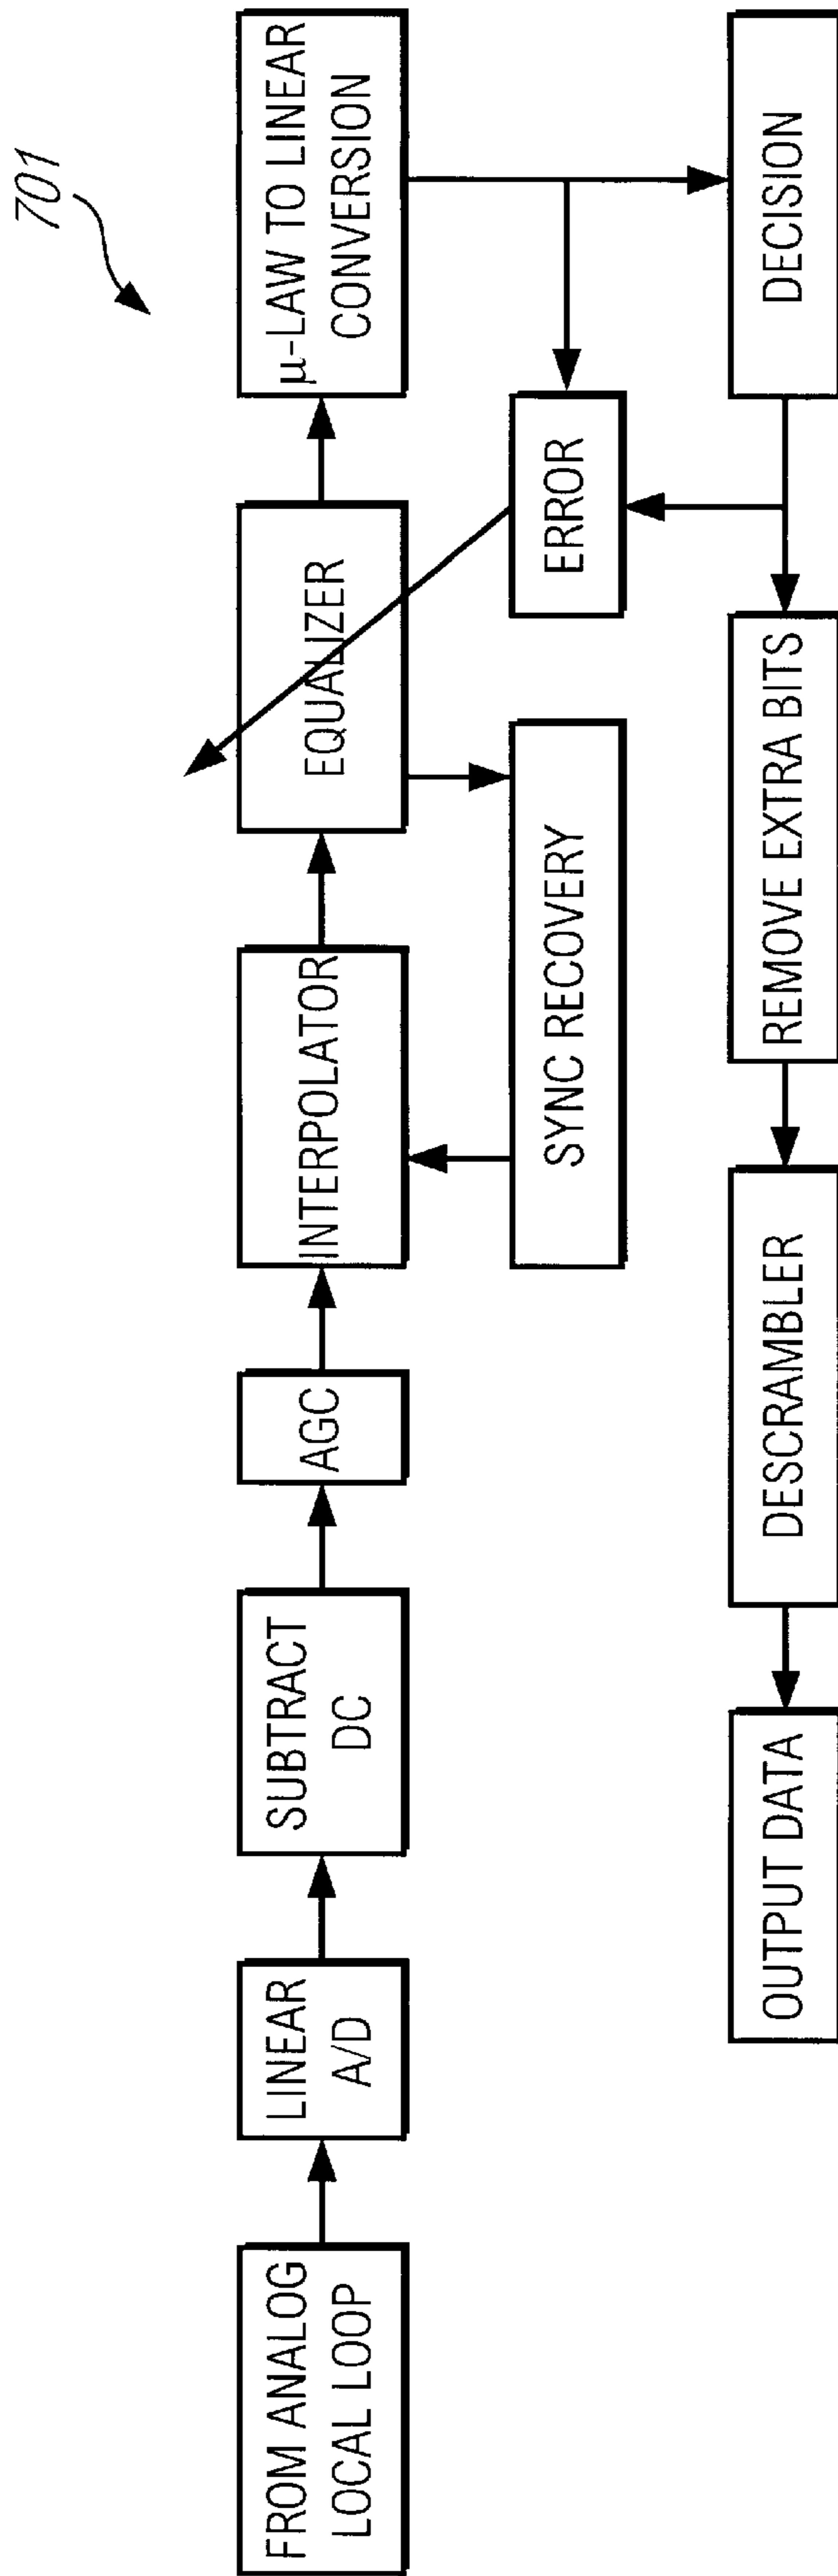 701
FROM ANALOG
LOCAL LOOP
LINEAR
A/D
SUBTRACT
DC
AGC
INTERPOLATOR
EQUALIZER
μ-LAW TO LINEAR
CONVERSION
SYNC RECOVERY
ERROR
OUTPUT DATA
DESCRAMBLER
REMOVE EXTRA BITS
DECISION